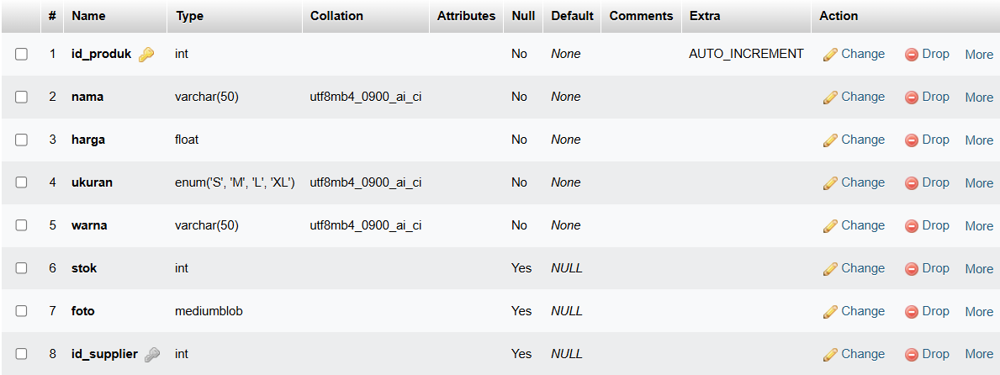 # Name Type Collation Attributes Null Default Comments Extra Action
1 id_produk int No None AUTO_INCREMENT Change Drop More
2 nama varchar(50) utf8mb4_0900_ai_ci No None Change Drop More
3 harga float No None Change Drop More
4 ukuran enum('S', 'M', 'L', 'XL') utf8mb4_0900_ai_ci No None Change Drop More
5 warna varchar(50) utf8mb4_0900_ai_ci No None Change Drop More
6 stok int Yes NULL Change Drop More
7 foto mediumblob Yes NULL Change Drop More
8 id_supplier int Yes NULL Change Drop More